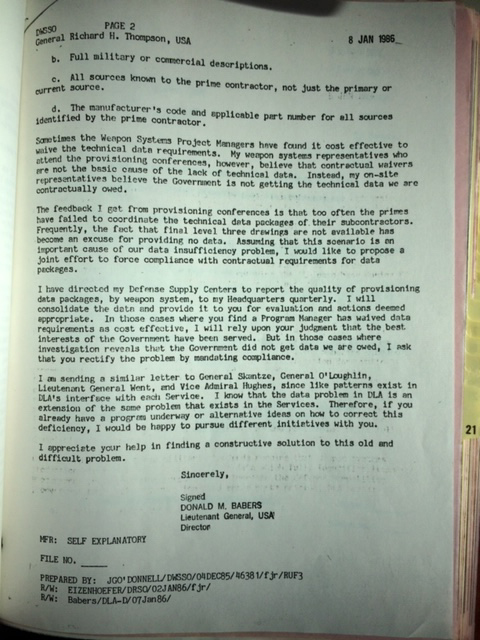 DWSSO PAGE 2
General Richard H. Thompson, USA 8 JAN 1986
b. Full military or commercial descriptions.
c. All sources known to the prime contractor, not just the primary or
current source.
d. The manufacturer's code and applicable part number for all sources
identified by the prime contractor.
Sometimes the Weapon Systems Project Managers have found it cost effective to
waive the technical data requirements. My weapon systems representatives who
attend the provisioning conferences, however, believe that contractual waivers
are not the basic cause of the lack of technical data. Instead, my on-site
representatives believe the Government is not getting the technical data we are
contractually owed.
The feedback I get from provisioning conferences is that too often the primes
have failed to coordinate the technical data packages of their subcontractors.
Frequently, the fact that final level three drawings are not available has
become an excuse for providing no data. Assuming that this scenario is an
important cause of our data insufficiency problem, I would like to propose a
joint effort to force compliance with contractual requirements for data
packages.
I have directed my Defense Supply Centers to report the quality of provisioning
data packages, by weapon system, to my Headquarters quarterly. I will
consolidate the data and provide it to you for evaluation and actions deemed
appropriate. In those cases where you find a Program Manager has waived data
requirements as cost effective, I will rely upon your judgment that the best
interests of the Government have been served. But in those cases where
investigation reveals that the Government did not get data we are owed, I ask
that you rectify the problem by mandating compliance.
I am sending a similar letter to General Skantze, General O'Loughlin,
Lieutenant General Went, and Vice Admiral Hughes, since like patterns exist in
DLA's interface with each Service. I know that the data problem in DLA is an
extension of the same problem that exists in the Services. Therefore, if you
already have a program underway or alternative ideas on how to correct this
deficiency, I would be happy to pursue different initiatives with you.
I appreciate your help in finding a constructive solution to this old and
difficult problem.
Sincerely,
Signed
DONALD M. BABERS
Lieutenant General, USA
Director
MFR: SELF EXPLANATORY
FILE NO.
PREPARED BY: JGO'DONNELL/DWSSO/04DEC85/46381/fjr/RUF3
R/W: EIZENHOEFER/DRSO/02JAN86/fjr/
R/W: Babers/DLA-D/07Jan86/
21